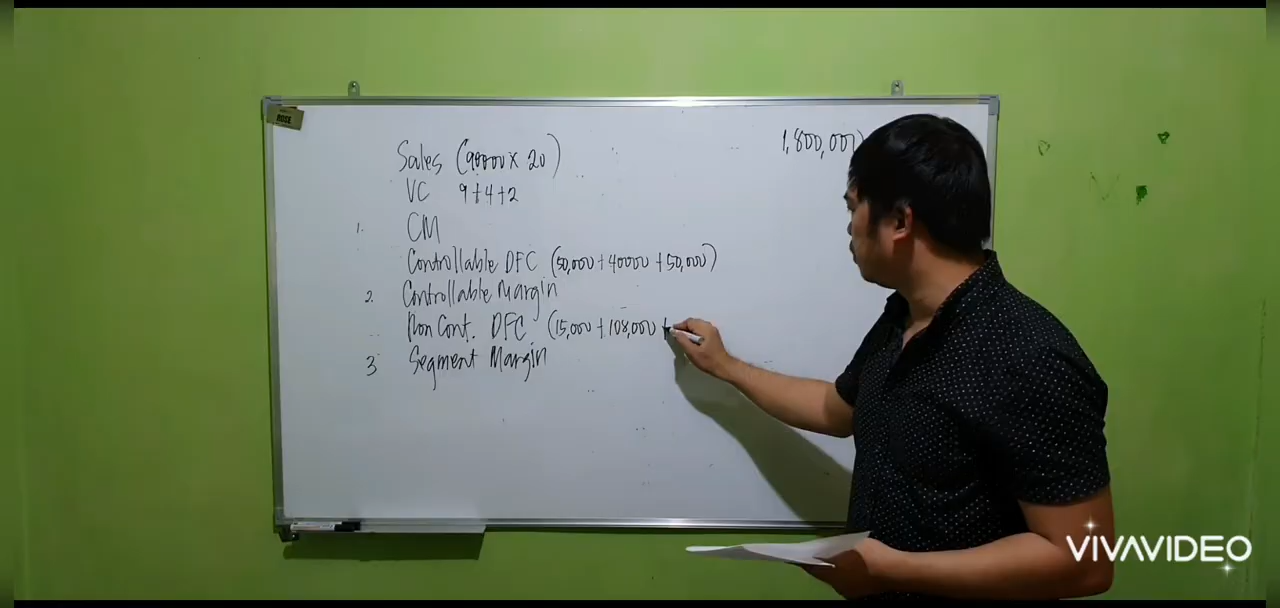 ROSE
Sales (90000 x 20) 1,800,000
VC 9+4+2
1. CM
Controllable DFC (50,000 + 40000 + 50,000)
2. Controllable Margin
Non Cont. DFC (15,000 + 108,000 +
3 Segment Margin
VIVAVIDEO